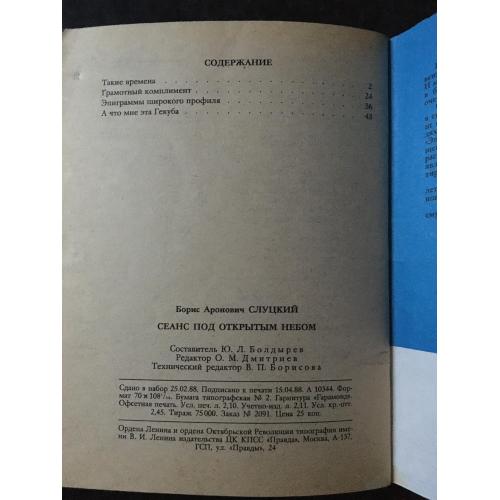 СОДЕРЖАНИЕ
Такие времена 2
Грамотный комплимент 24
Эпиграммы широкого профиля 36
А что мне эта Гекуба 43
Борис Аронович СЛУЦКИЙ
СЕАНС ПОД ОТКРЫТЫМ НЕБОМ
Составитель Ю. Л. Болдырев
Редактор О. М. Дмитриев
Технический редактор В. П. Борисова
Сдано в набор 25.02.88. Подписано к печати 15.04.88. А 10344. Фор-
мат 70 × 108¹/₃₂. Бумага типографская № 2. Гарнитура «Гарамонд».
Офсетная печать. Усл. печ. л. 2,10. Учетно-изд. л. 2,11. Усл. кр.-отт.
2,45. Тираж 75 000. Заказ № 2091. Цена 25 коп.
Ордена Ленина и ордена Октябрьской Революции типография име-
ни В. И. Ленина издательства ЦК КПСС «Правда». Москва, А-137,
ГСП, ул. «Правды», 24